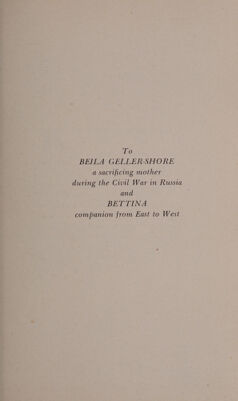 To
BEILA GELLER-SHORE
a sacrificing mother
during the Civil War in Russia
and
BETTINA
companion from East to West